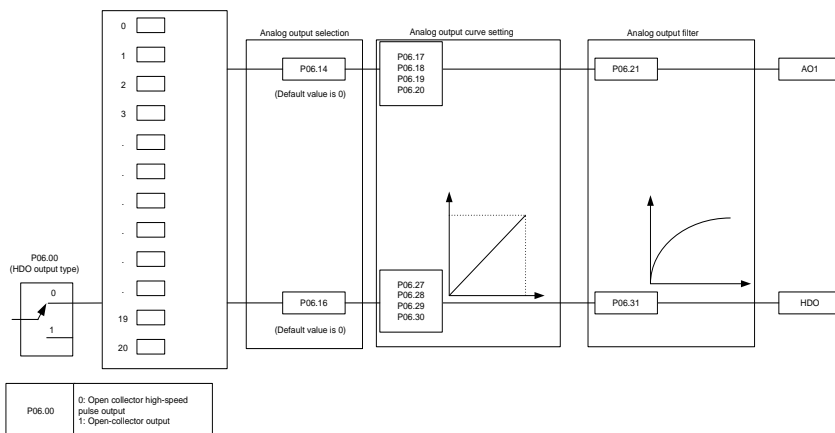 Analog output selection
Analog output curve setting
Analog output filter
0
1
2
3
.
.
.
.
.
.
19
20
P06.14
(Default value is 0)
P06.17
P06.18
P06.19
P06.20
P06.21
AO1
P06.00
(HDO output type)
0
1
P06.16
(Default value is 0)
P06.27
P06.28
P06.29
P06.30
P06.31
HDO
P06.00
0: Open collector high-speed
pulse output
1: Open-collector output